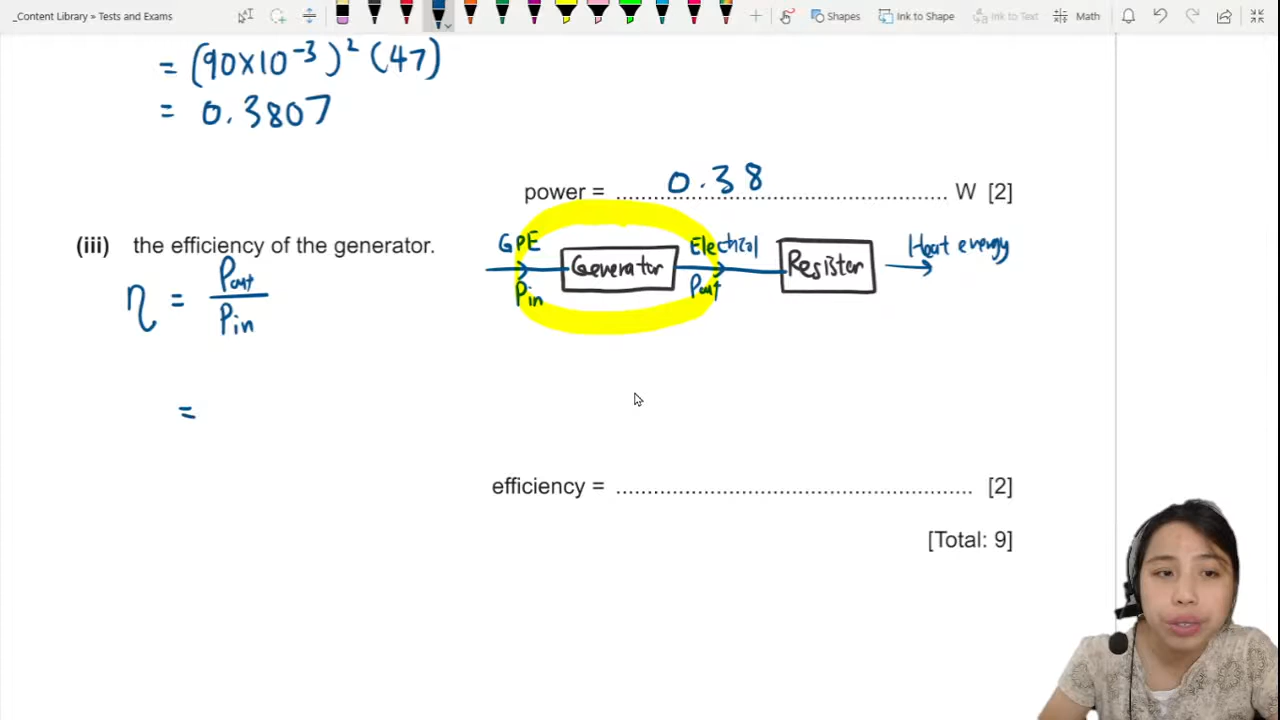 _Content Library » Tests and Exams
Shapes
Ink to Shape
Ink to Text
Math
= (90×10⁻³)² (47)
= 0.3807
power = ...... 0.38 ...... W [2]
(iii) the efficiency of the generator.
η = Pout / Pin
GPE
Pin
Generator
Electrical
Pout
Resistor
Heat energy
=
efficiency = ...... [2]
[Total: 9]